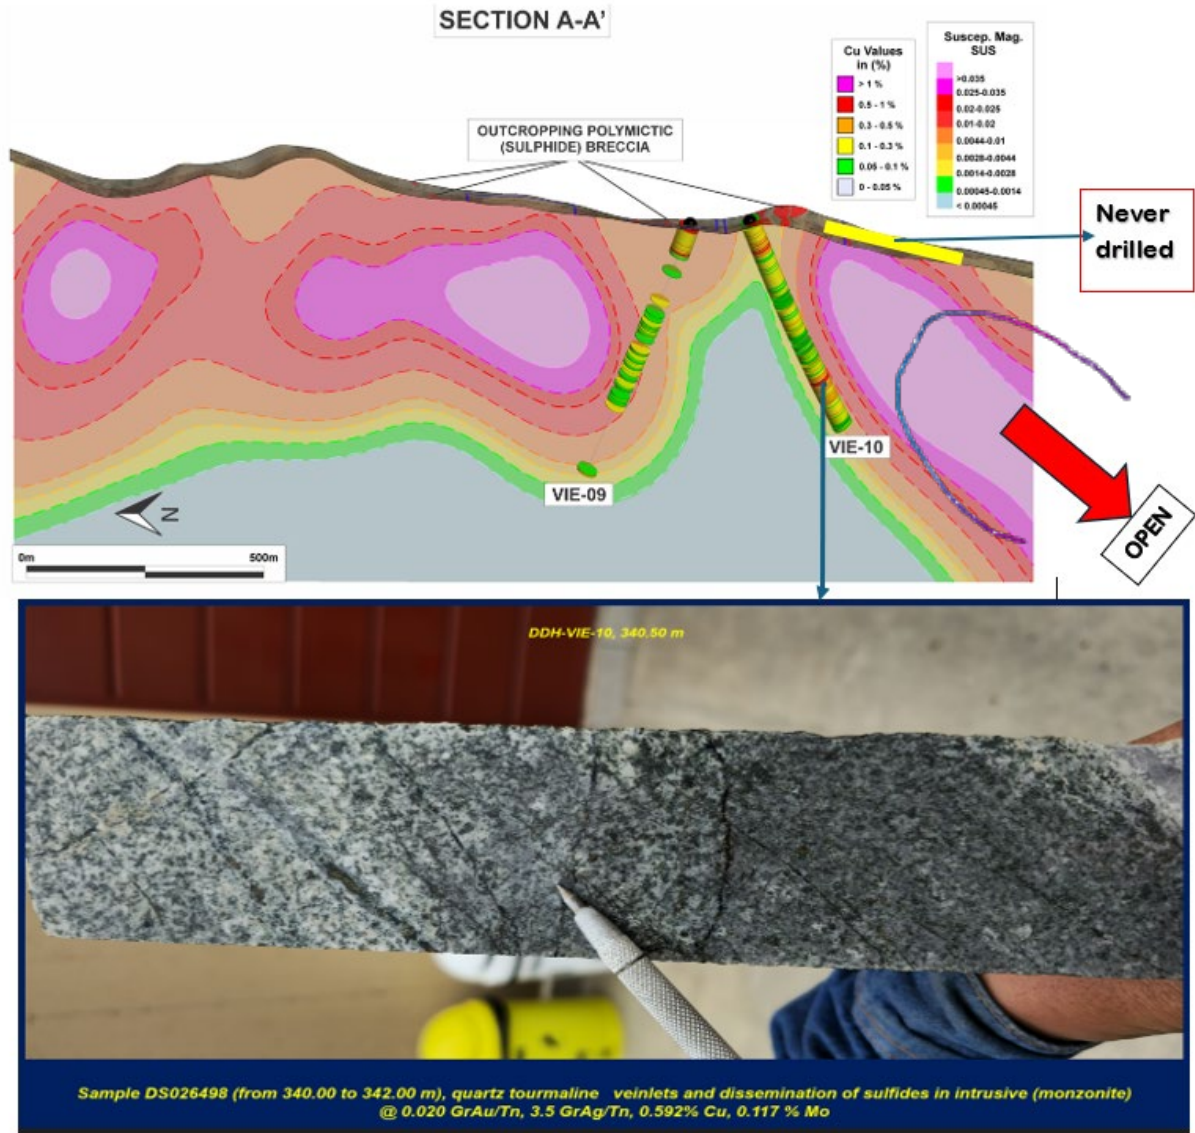 SECTION A-A'
Cu Values
in (%)
> 1 %
0.5 - 1 %
0.3 - 0.5 %
0.1 - 0.3 %
0.05 - 0.1 %
0 - 0.05 %
Suscep. Mag.
SUS
>0.035
0.025-0.035
0.02-0.025
0.01-0.02
0.0044-0.01
0.0028-0.0044
0.0014-0.0028
0.00045-0.0014
< 0.00045
OUTCROPPING POLYMICTIC
(SULPHIDE) BRECCIA
Never
drilled
VIE-10
VIE-09
OPEN
N
0m 500m
DDH-VIE-10, 340.50 m
Sample DS026498 (from 340.00 to 342.00 m), quartz tourmaline veinlets and dissemination of sulfides in intrusive (monzonite)
@ 0.020 GrAu/Tn, 3.5 GrAg/Tn, 0.592% Cu, 0.117 % Mo